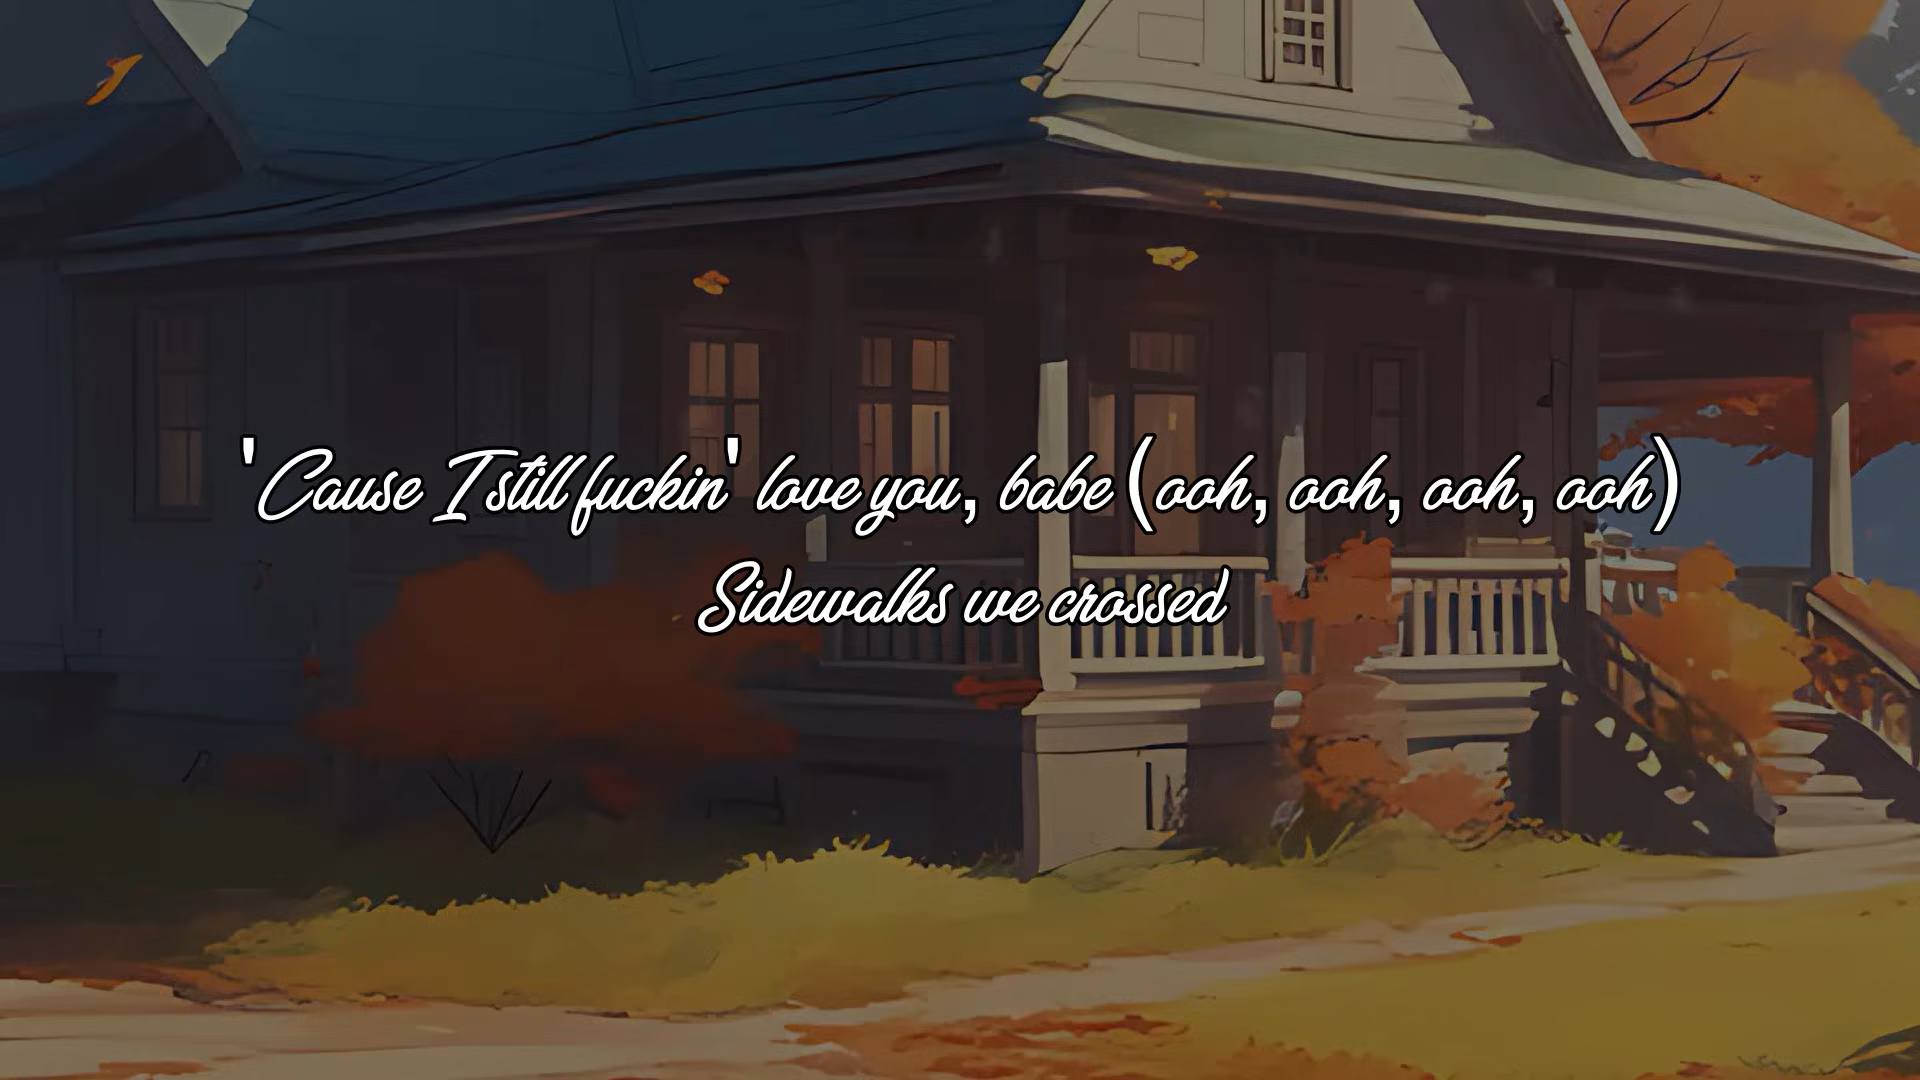 'Cause I still fuckin' love you, babe (ooh, ooh, ooh, ooh)
Sidewalks we crossed